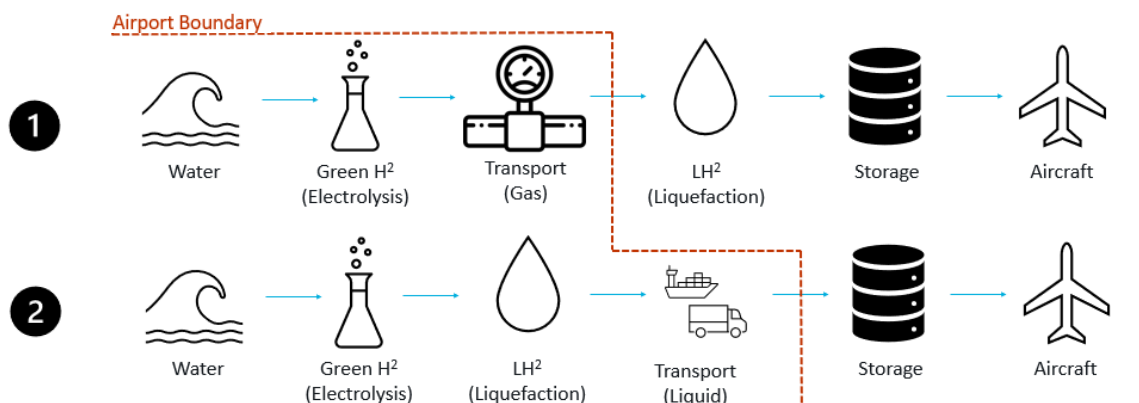 Airport Boundary
1
Water
Green H²
(Electrolysis)
Transport
(Gas)
LH²
(Liquefaction)
Storage
Aircraft
2
Water
Green H²
(Electrolysis)
LH²
(Liquefaction)
Transport
(Liquid)
Storage
Aircraft